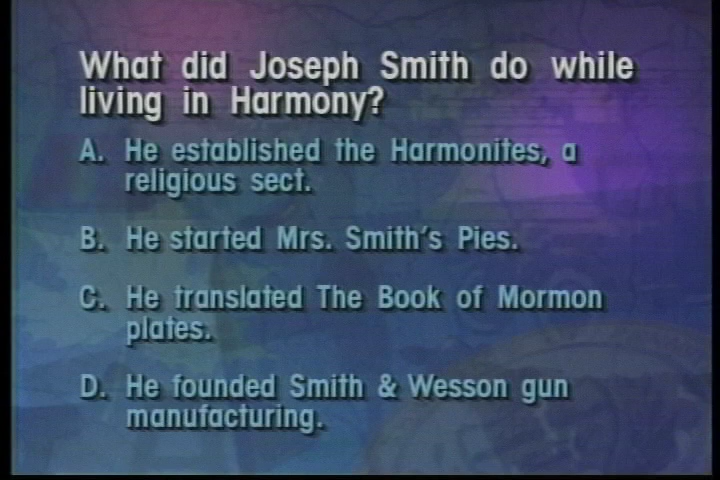 What did Joseph Smith do while
living in Harmony?
A. He established the Harmonites, a
religious sect.
B. He started Mrs. Smith's Pies.
C. He translated The Book of Mormon
plates.
D. He founded Smith & Wesson gun
manufacturing.